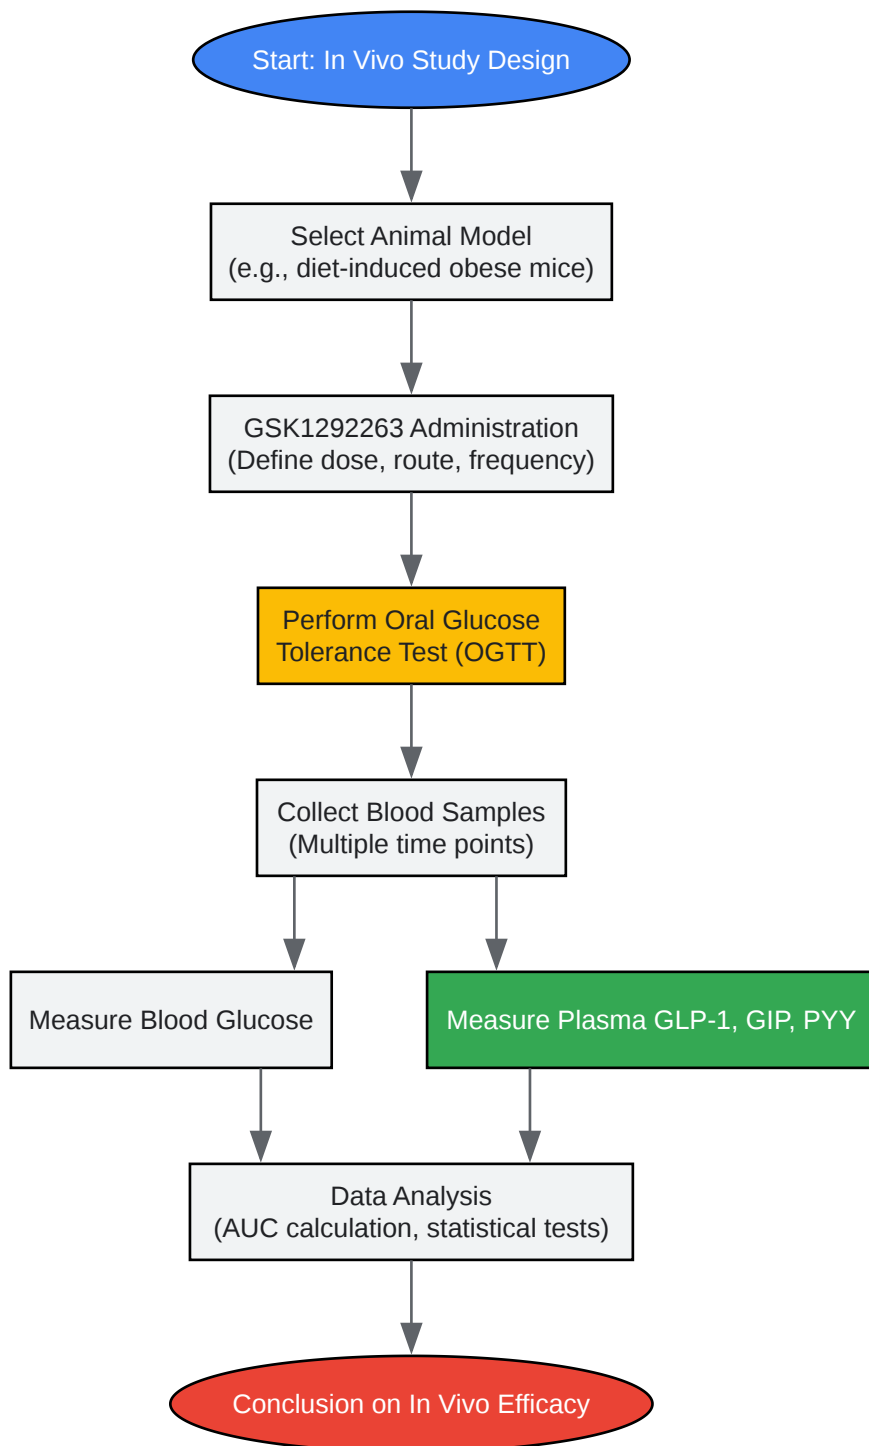 Start: In Vivo Study Design
Select Animal Model
(e.g., diet-induced obese mice)
GSK1292263 Administration
(Define dose, route, frequency)
Perform Oral Glucose
Tolerance Test (OGTT)
Collect Blood Samples
(Multiple time points)
Measure Blood Glucose
Measure Plasma GLP-1, GIP, PYY
Data Analysis
(AUC calculation, statistical tests)
Conclusion on In Vivo Efficacy